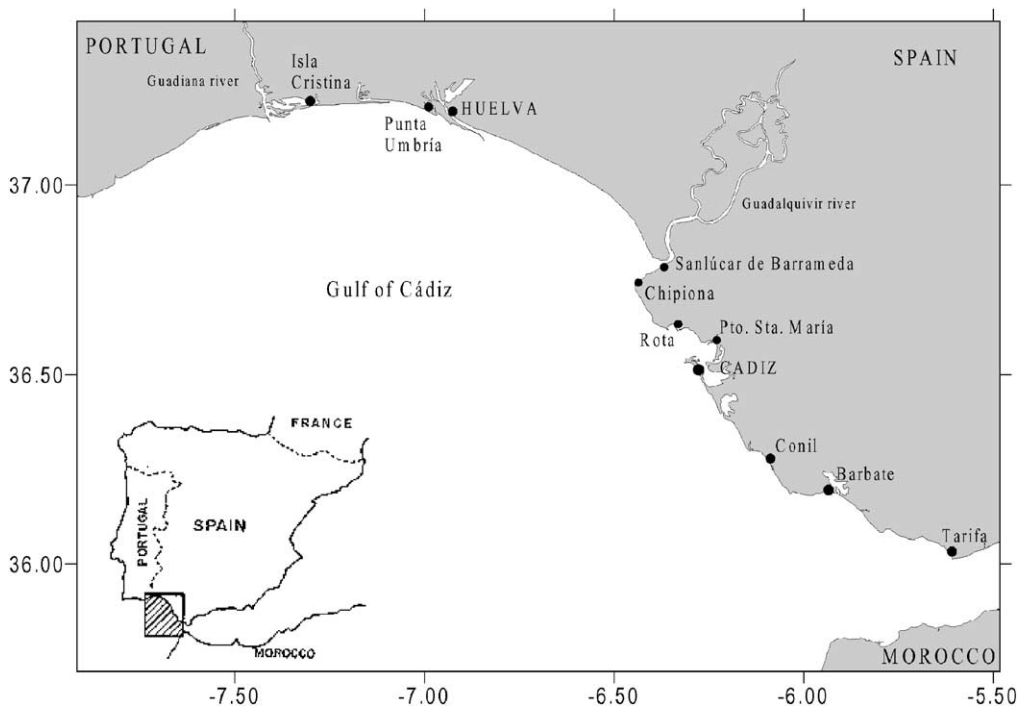 PORTUGAL
SPAIN
Isla
Cristina
Guadiana river
HUELVA
Punta
Umbría
37.00
Guadalquivir river
Sanlúcar de Barrameda
Gulf of Cádiz
Chipiona
Rota
Pto. Sta. María
36.50
CADIZ
FRANCE
Conil
Barbate
PORTUGAL
SPAIN
Tarifa
36.00
MOROCCO
MOROCCO
-7.50
-7.00
-6.50
-6.00
-5.50